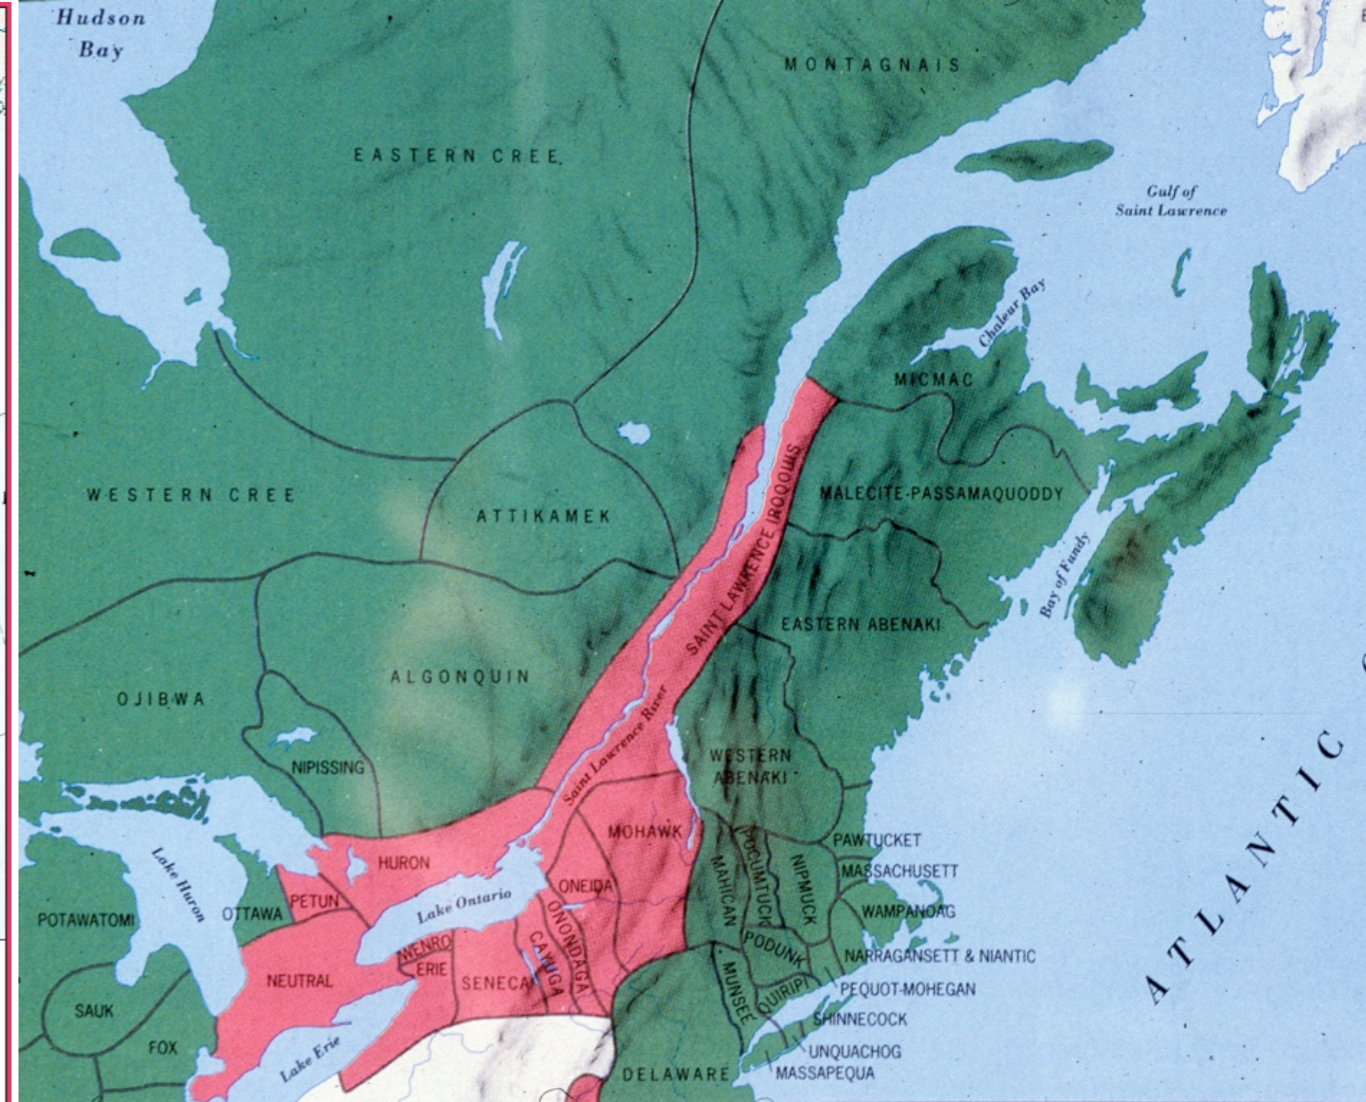 Hudson
Bay
MONTAGNAIS
EASTERN CREE
Gulf of
Saint Lawrence
Chaleur Bay
MICMAC
WESTERN CREE
ATTIKAMEK
MALECITE-PASSAMAQUODDY
SAINT LAWRENCE IROQOUIS
Bay of Fundy
EASTERN ABENAKI
ALGONQUIN
OJIBWA
Saint Lawrence River
WESTERN
ABENAKI
NIPISSING
ATLANTIC
MOHAWK
PAWTUCKET
HURON
MASSACHUSETT
POCUMTUCK
NIPMUCK
MAHICAN
Lake Huron
ONEIDA
PETUN
Lake Ontario
OTTAWA
POTAWATOMI
WAMPANOAG
ONONDAGA
CAYUGA
WENRO
PODUNK
NARRAGANSETT & NIANTIC
ERIE
NEUTRAL
SENECA
MUNSEE
QUIRIPI
PEQUOT-MOHEGAN
SAUK
SHINNECOCK
FOX
Lake Erie
UNQUACHOG
DELAWARE
MASSAPEQUA